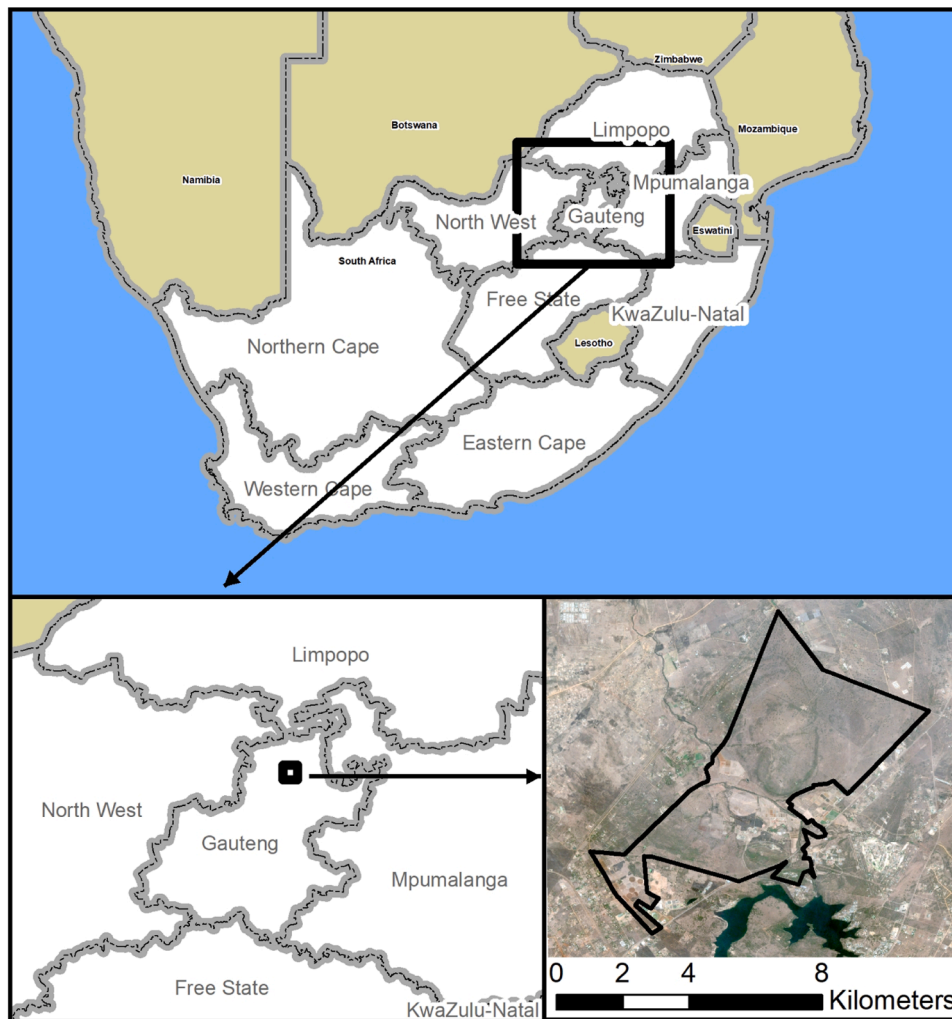 Zimbabwe
Limpopo
Botswana
Mozambique
Namibia
Mpumalanga
North West
Gauteng
Eswatini
South Africa
Free State
KwaZulu-Natal
Lesotho
Northern Cape
Eastern Cape
Western Cape
Limpopo
North West
Gauteng
Mpumalanga
Free State
KwaZulu-Natal
0 2 4 8
Kilometers